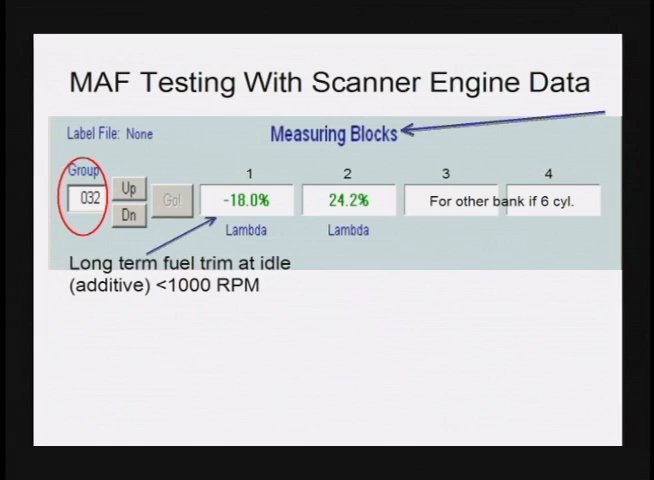 MAF Testing With Scanner Engine Data
Label File: None
Measuring Blocks
Group
032
Up
Dn
Go!
1
2
3
4
-18.0%
24.2%
For other bank if 6 cyl.
Lambda
Lambda
Long term fuel trim at idle
(additive) <1000 RPM